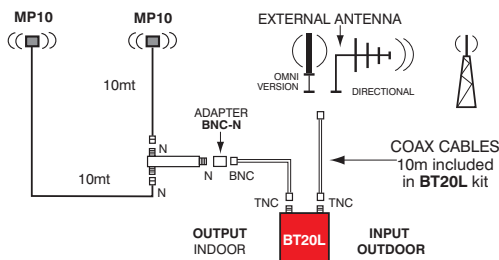 MP10
MP10
EXTERNAL ANTENNA
OMNI
VERSION
DIRECTIONAL
10mt
ADAPTER
BNC-N
N
N
BNC
10mt
N
COAX CABLES
10m included
in BT20L kit
TNC
TNC
OUTPUT
INDOOR
BT20L
INPUT
OUTDOOR